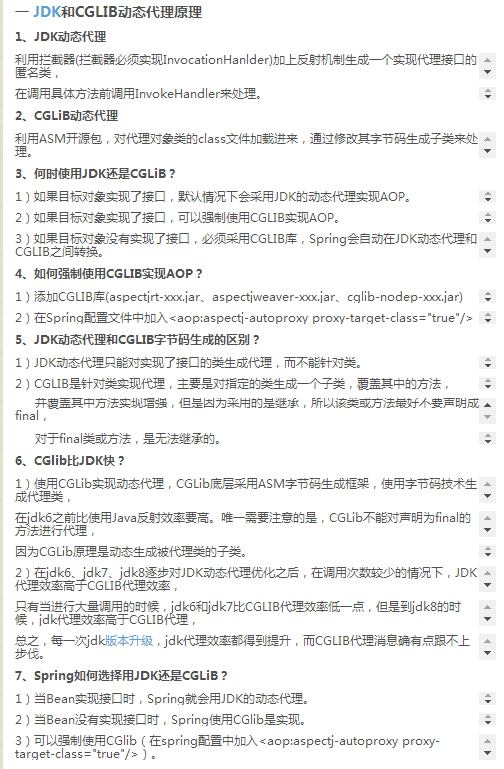 一 JDK和CGLIB动态代理原理
1、JDK动态代理
利用拦截器(拦截器必须实现InvocationHanlder)加上反射机制生成一个实现代理接口的
匿名类，
在调用具体方法前调用InvokeHandler来处理。
2、CGLiB动态代理
利用ASM开源包，对代理对象类的class文件加载进来，通过修改其字节码生成子类来处
理。
3、何时使用JDK还是CGLiB？
1）如果目标对象实现了接口，默认情况下会采用JDK的动态代理实现AOP。
2）如果目标对象实现了接口，可以强制使用CGLIB实现AOP。
3）如果目标对象没有实现了接口，必须采用CGLIB库，Spring会自动在JDK动态代理和
CGLIB之间转换。
4、如何强制使用CGLIB实现AOP？
1）添加CGLIB库(aspectjrt-xxx.jar、aspectjweaver-xxx.jar、cglib-nodep-xxx.jar)
2）在Spring配置文件中加入<aop:aspectj-autoproxy proxy-target-class="true"/>
5、JDK动态代理和CGLIB字节码生成的区别？
1）JDK动态代理只能对实现了接口的类生成代理，而不能针对类。
2）CGLIB是针对类实现代理，主要是对指定的类生成一个子类，覆盖其中的方法，
并覆盖其中方法实现增强，但是因为采用的是继承，所以该类或方法最好不要声明成
final，
对于final类或方法，是无法继承的。
6、CGlib比JDK快？
1）使用CGLib实现动态代理，CGLib底层采用ASM字节码生成框架，使用字节码技术生
成代理类，
在jdk6之前比使用Java反射效率要高。唯一需要注意的是，CGLib不能对声明为final的
方法进行代理，
因为CGLib原理是动态生成被代理类的子类。
2）在jdk6、jdk7、jdk8逐步对JDK动态代理优化之后，在调用次数较少的情况下，JDK
代理效率高于CGLIB代理效率，
只有当进行大量调用的时候，jdk6和jdk7比CGLIB代理效率低一点，但是到jdk8的时
候，jdk代理效率高于CGLIB代理，
总之，每一次jdk版本升级，jdk代理效率都得到提升，而CGLIB代理消息确有点跟不上
步伐。
7、Spring如何选择用JDK还是CGLiB？
1）当Bean实现接口时，Spring就会用JDK的动态代理。
2）当Bean没有实现接口时，Spring使用CGlib是实现。
3）可以强制使用CGlib（在spring配置中加入<aop:aspectj-autoproxy proxy-
target-class="true"/>）。